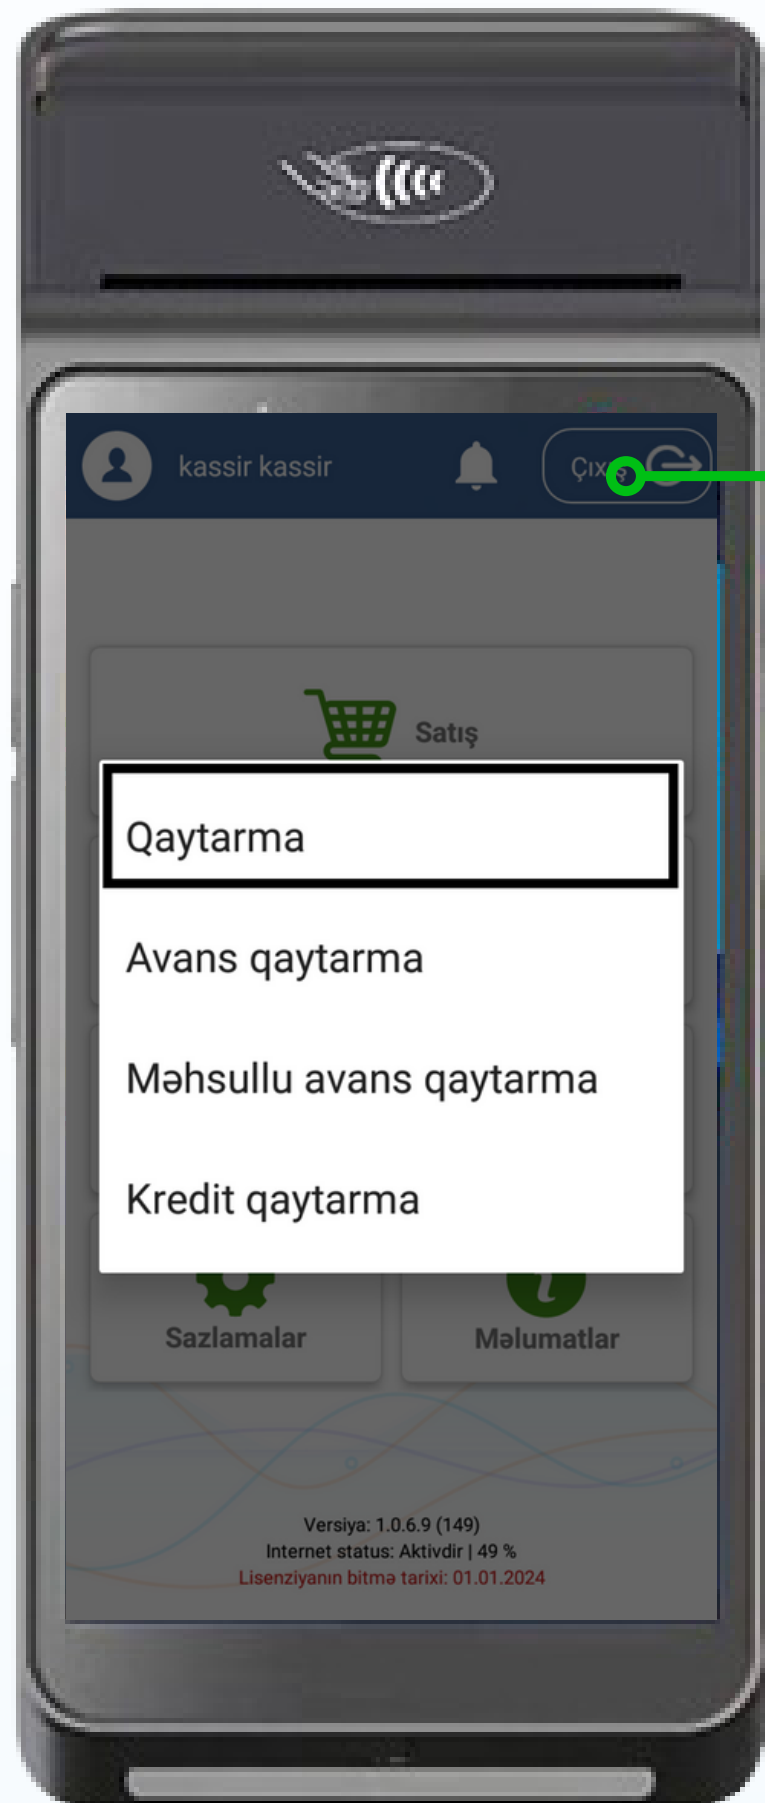 kassir kassir
Çıxış
Satış
Qaytarma
Avans qaytarma
Məhsullu avans qaytarma
Kredit qaytarma
Sazlamalar
Məlumatlar
Versiya: 1.0.6.9 (149)
Internet status: Aktivdir | 49 %
Lisenziyanın bitmə tarixi: 01.01.2024